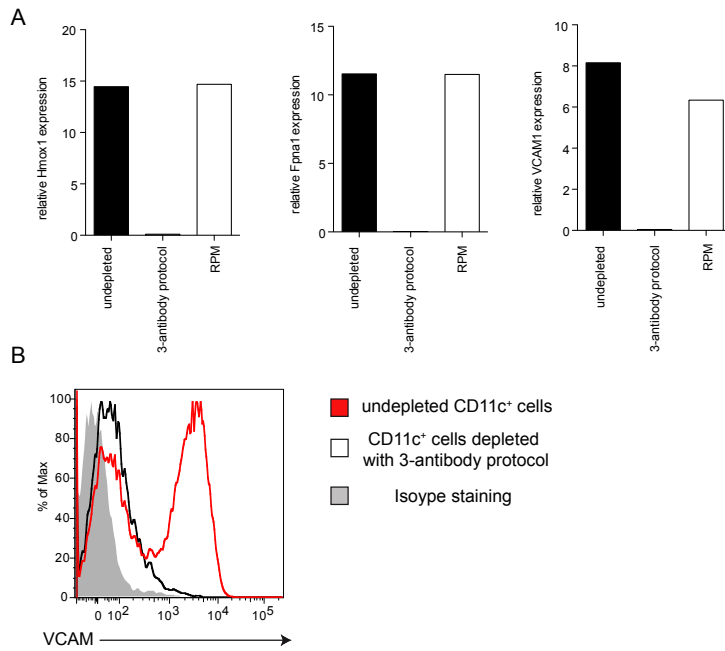 A
relative Hmox1 expression
20
15
10
5
0
undepleted
3-antibody protocol
RPM
relative Fpna1 expression
15
10
5
0
undepleted
3-antibody protocol
RPM
relative VCAM1 expression
10
8
6
4
2
0
undepleted
3-antibody protocol
RPM
B
% of Max
100
80
60
40
20
0
0 10² 10³ 10⁴ 10⁵
VCAM
undepleted CD11c⁺ cells
CD11c⁺ cells depleted
with 3-antibody protocol
Isoype staining